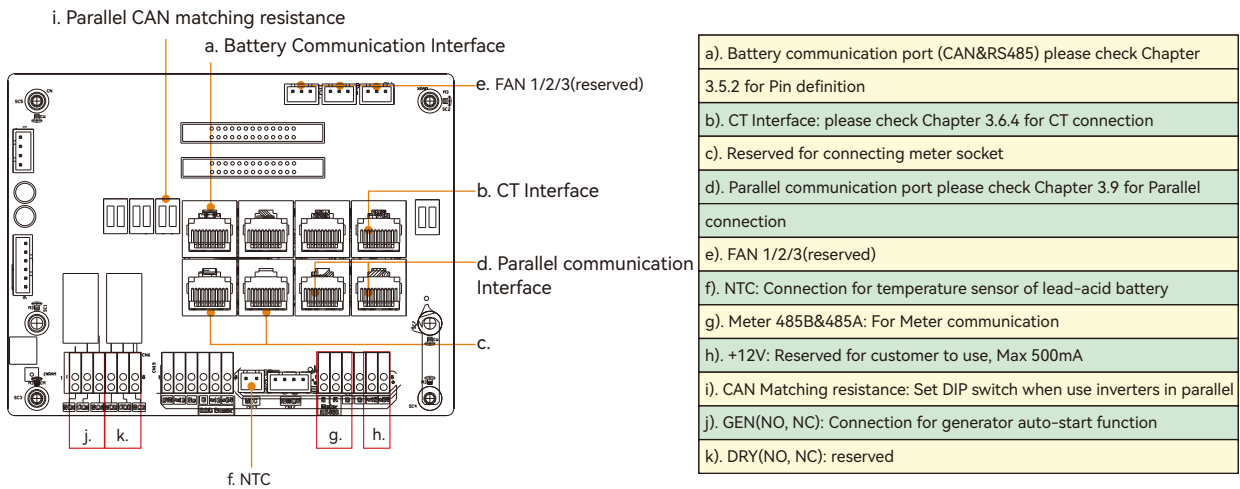 i. Parallel CAN matching resistance
a. Battery Communication Interface
e. FAN 1/2/3(reserved)
b. CT Interface
d. Parallel communication
Interface
c.
j.
k.
g.
h.
f. NTC
a). Battery communication port (CAN&RS485) please check Chapter
3.5.2 for Pin definition
b). CT Interface: please check Chapter 3.6.4 for CT connection
c). Reserved for connecting meter socket
d). Parallel communication port please check Chapter 3.9 for Parallel
connection
e). FAN 1/2/3(reserved)
f). NTC: Connection for temperature sensor of lead-acid battery
g). Meter 485B&485A: For Meter communication
h). +12V: Reserved for customer to use, Max 500mA
i). CAN Matching resistance: Set DIP switch when use inverters in parallel
j). GEN(NO, NC): Connection for generator auto-start function
k). DRY(NO, NC): reserved